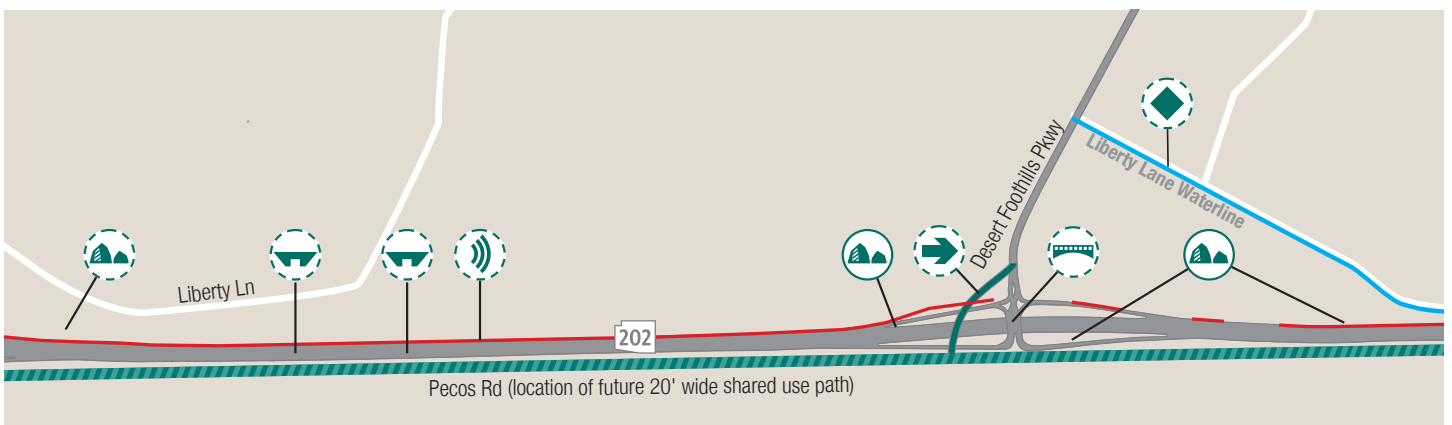 Desert Foothills Pkwy
Liberty Lane Waterline
Liberty Ln
202
Pecos Rd (location of future 20' wide shared use path)